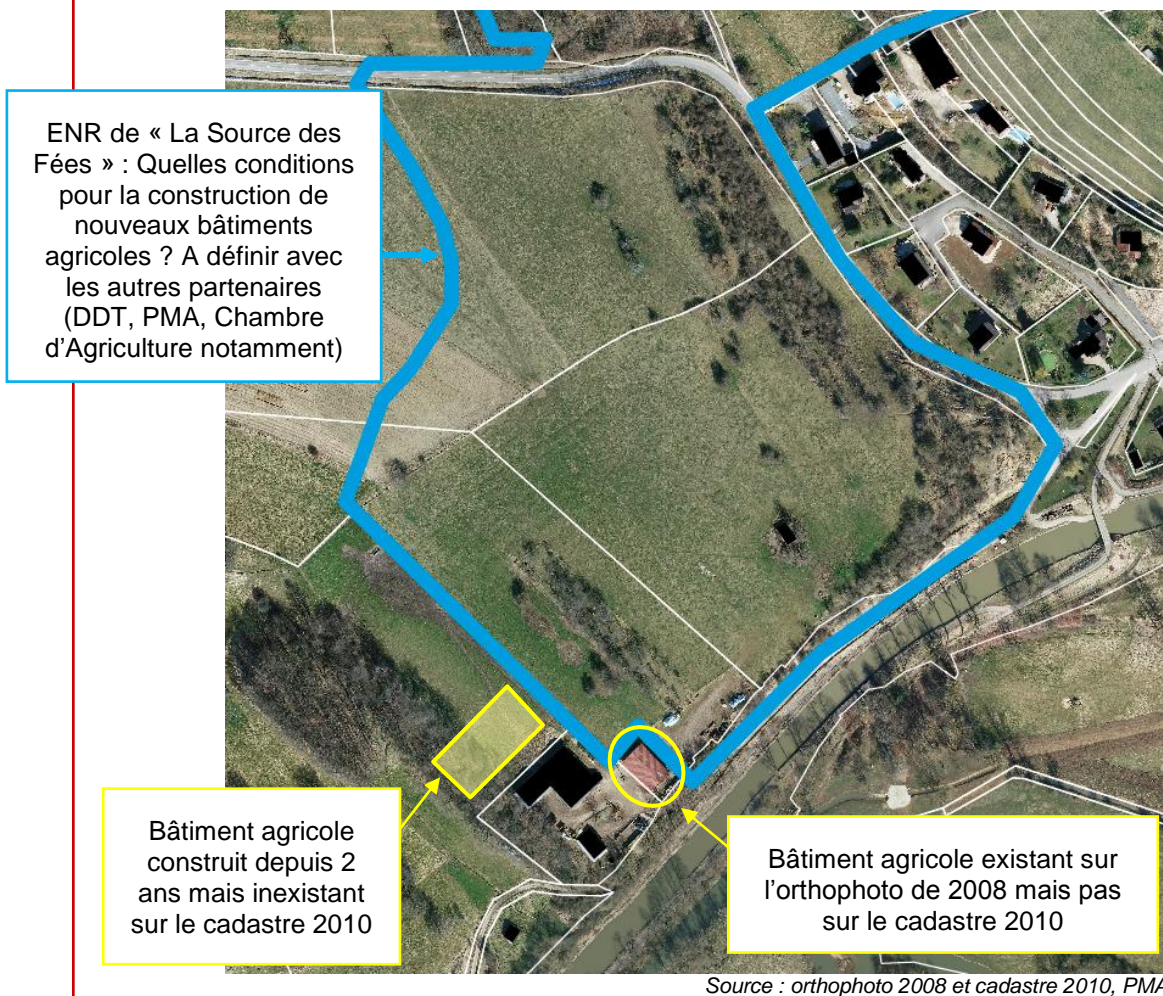 ENR de « La Source des
Fées » : Quelles conditions
pour la construction de
nouveaux bâtiments
agricoles ? A définir avec
les autres partenaires
(DDT, PMA, Chambre
d'Agriculture notamment)
Bâtiment agricole
construit depuis 2
ans mais inexistant
sur le cadastre 2010
Bâtiment agricole existant sur
l'orthophoto de 2008 mais pas
sur le cadastre 2010
Source : orthophoto 2008 et cadastre 2010, PMA